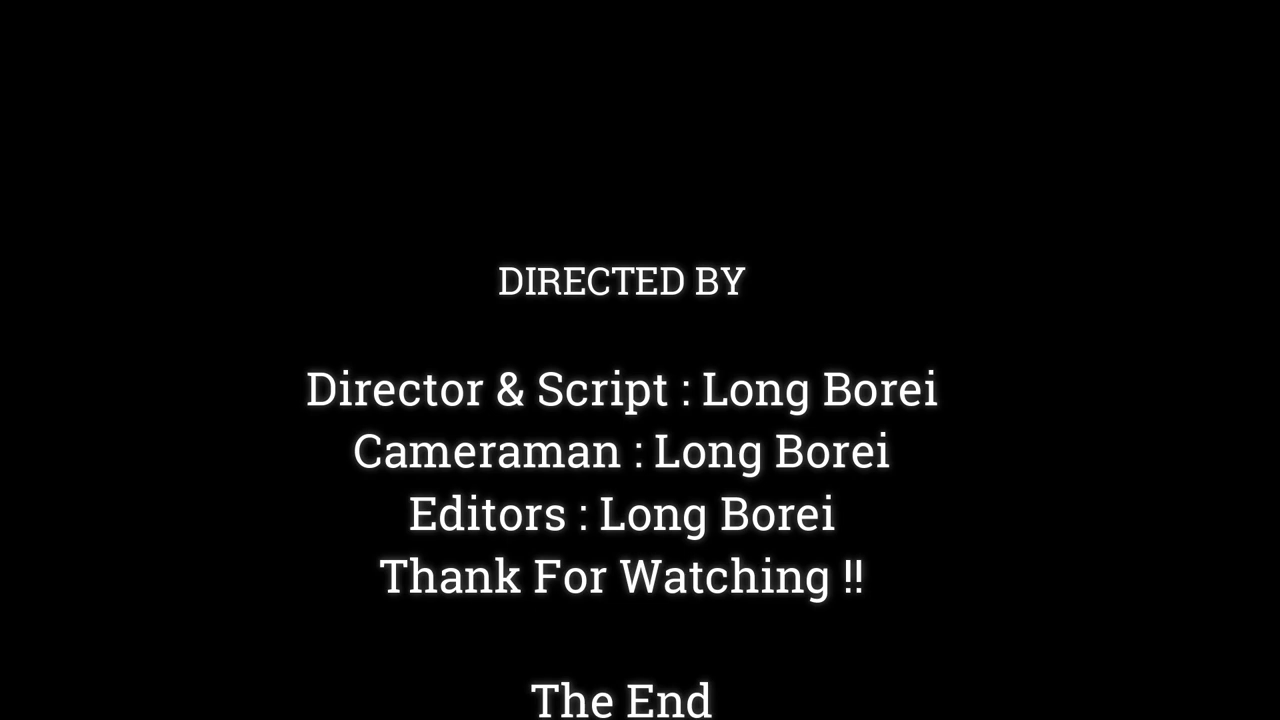 DIRECTED BY
Director & Script : Long Borei
Cameraman : Long Borei
Editors : Long Borei
Thank For Watching !!
The End